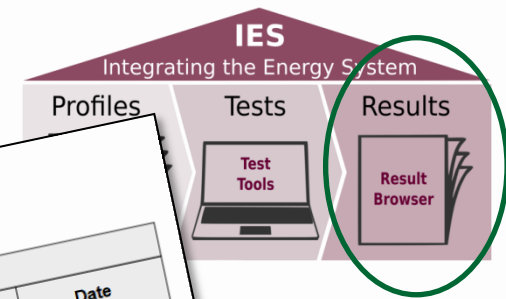 IES
Integrating the Energy System
Profiles
Tests
Results
Test
Tools
Result
Browser
Date